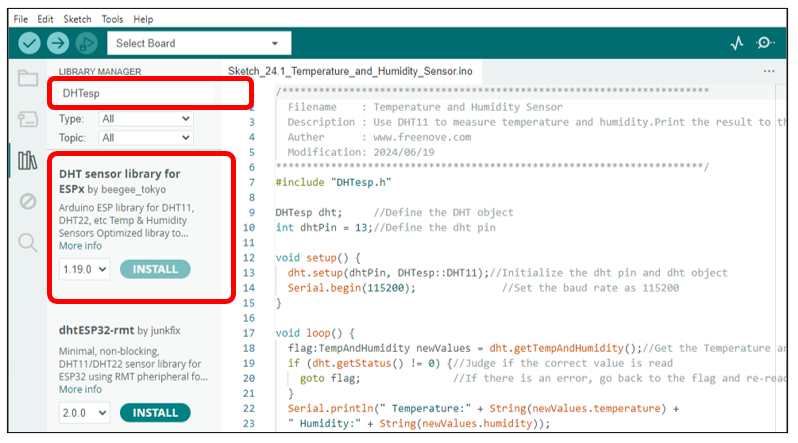 File Edit Sketch Tools Help
Select Board
LIBRARY MANAGER
DHTesp
Type: All
Topic: All
DHT sensor library for
ESPx by beegee_tokyo
Arduino ESP library for DHT11,
DHT22, etc Temp & Humidity
Sensors Optimized libray to...
More info
1.19.0 INSTALL
dhtESP32-rmt by junkfix
Minimal, non-blocking,
DHT11/DHT22 sensor library for
ESP32 using RMT pheripheral fo...
More info
2.0.0 INSTALL
Sketch_24.1_Temperature_and_Humidity_Sensor.ino
/**********************************************************************
2 Filename : Temperature and Humidity Sensor
3 Description : Use DHT11 to measure temperature and humidity.Print the result to th
4 Auther : www.freenove.com
5 Modification: 2024/06/19
6 **********************************************************************/
7 #include "DHTesp.h"
8
9 DHTesp dht; //Define the DHT object
10 int dhtPin = 13;//Define the dht pin
11
12 void setup() {
13 dht.setup(dhtPin, DHTesp::DHT11);//Initialize the dht pin and dht object
14 Serial.begin(115200); //Set the baud rate as 115200
15 }
16
17 void loop() {
18 flag:TempAndHumidity newValues = dht.getTempAndHumidity();//Get the Temperature an
19 if (dht.getStatus() != 0) {//Judge if the correct value is read
20 goto flag; //If there is an error, go back to the flag and re-read
21 }
22 Serial.println(" Temperature:" + String(newValues.temperature) +
23 " Humidity:" + String(newValues.humidity));